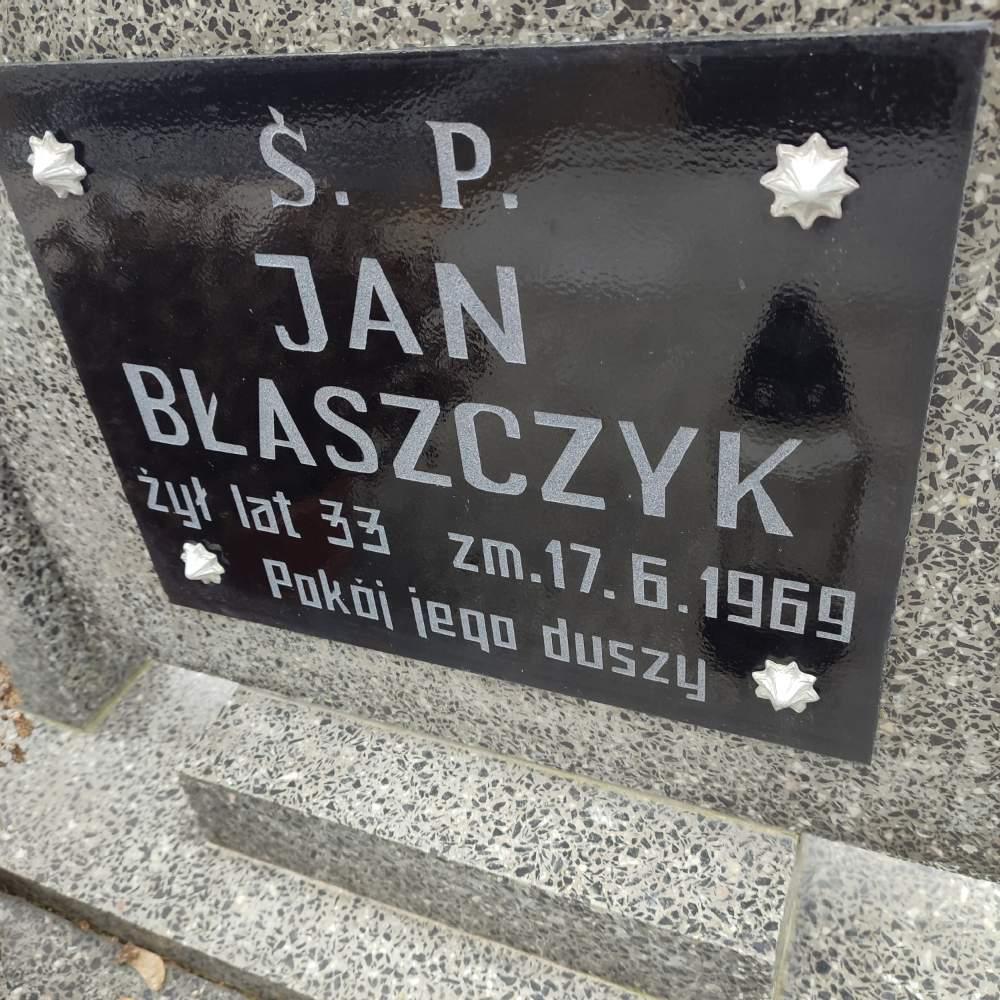 Ś. P.
JAN
BŁASZCZYK
żył lat 33 zm. 17. 6. 1969
Pokój jego duszy